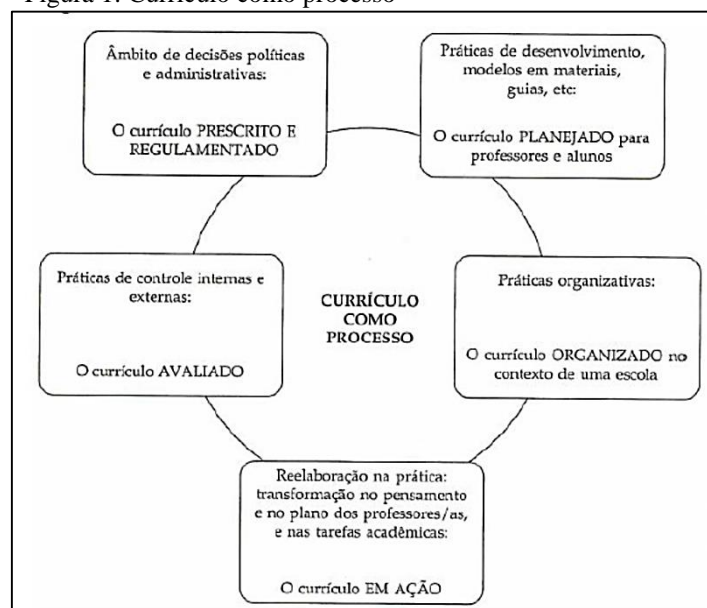 Figura 1: Currículo como processo
Âmbito de decisões políticas
e administrativas:
O currículo PRESCRITO E
REGULAMENTADO
Práticas de desenvolvimento,
modelos em materiais,
guias, etc:
O currículo PLANEJADO para
professores e alunos
Práticas de controle internas e
externas:
O currículo AVALIADO
CURRÍCULO
COMO
PROCESSO
Práticas organizativas:
O currículo ORGANIZADO no
contexto de uma escola
Reelaboração na prática:
transformação no pensamento
e no plano dos professores/as,
e nas tarefas acadêmicas:
O currículo EM AÇÃO